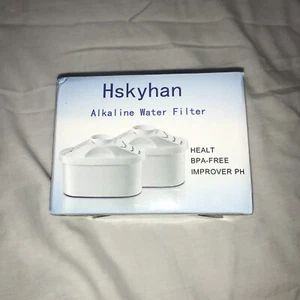 Hskyhan
Alkaline Water Filter
HEALT
BPA-FREE
IMPROVER PH